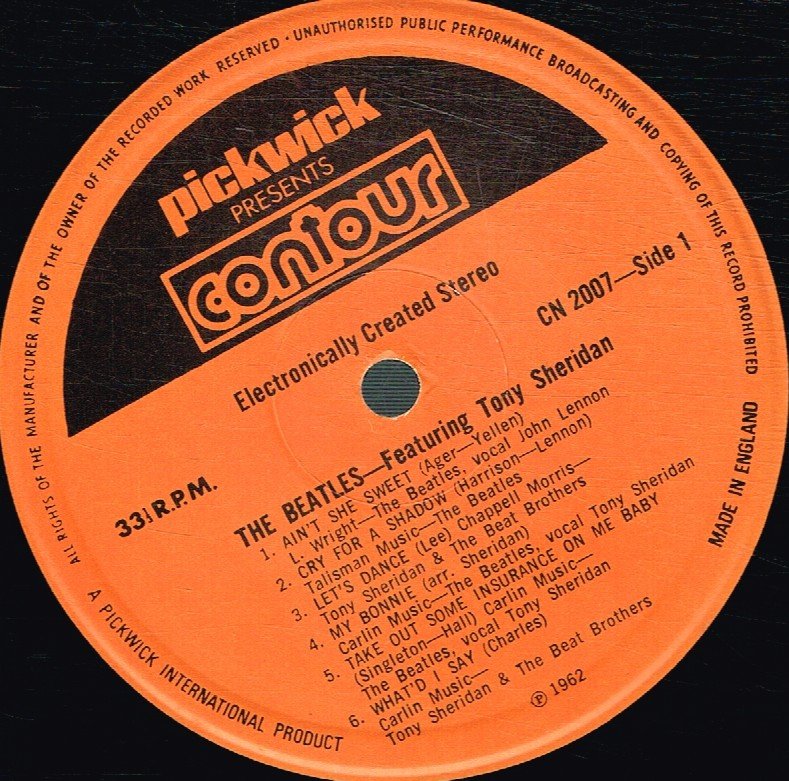 ALL RIGHTS OF THE MANUFACTURER AND OF THE OWNER OF THE RECORDED WORK RESERVED · UNAUTHORISED PUBLIC PERFORMANCE BROADCASTING AND COPYING OF THIS RECORD PROHIBITED
pickwick
PRESENTS
contour
Electronically Created Stereo
CN 2007—Side 1
33⅓ R.P.M.
THE BEATLES—Featuring Tony Sheridan
1. AIN'T SHE SWEET (Ager—Yellen)
L. Wright—The Beatles, vocal John Lennon
2. CRY FOR A SHADOW (Harrison—Lennon)
Talisman Music—The Beatles
3. LET'S DANCE (Lee) Chappell Morris—
Tony Sheridan & The Beat Brothers
4. MY BONNIE (arr. Sheridan)
Carlin Music—The Beatles, vocal Tony Sheridan
5. TAKE OUT SOME INSURANCE ON ME BABY
(Singleton—Hall) Carlin Music—
The Beatles, vocal Tony Sheridan
6. WHAT'D I SAY (Charles)
Carlin Music—
Tony Sheridan & The Beat Brothers
℗ 1962
MADE IN ENGLAND
A PICKWICK INTERNATIONAL PRODUCT